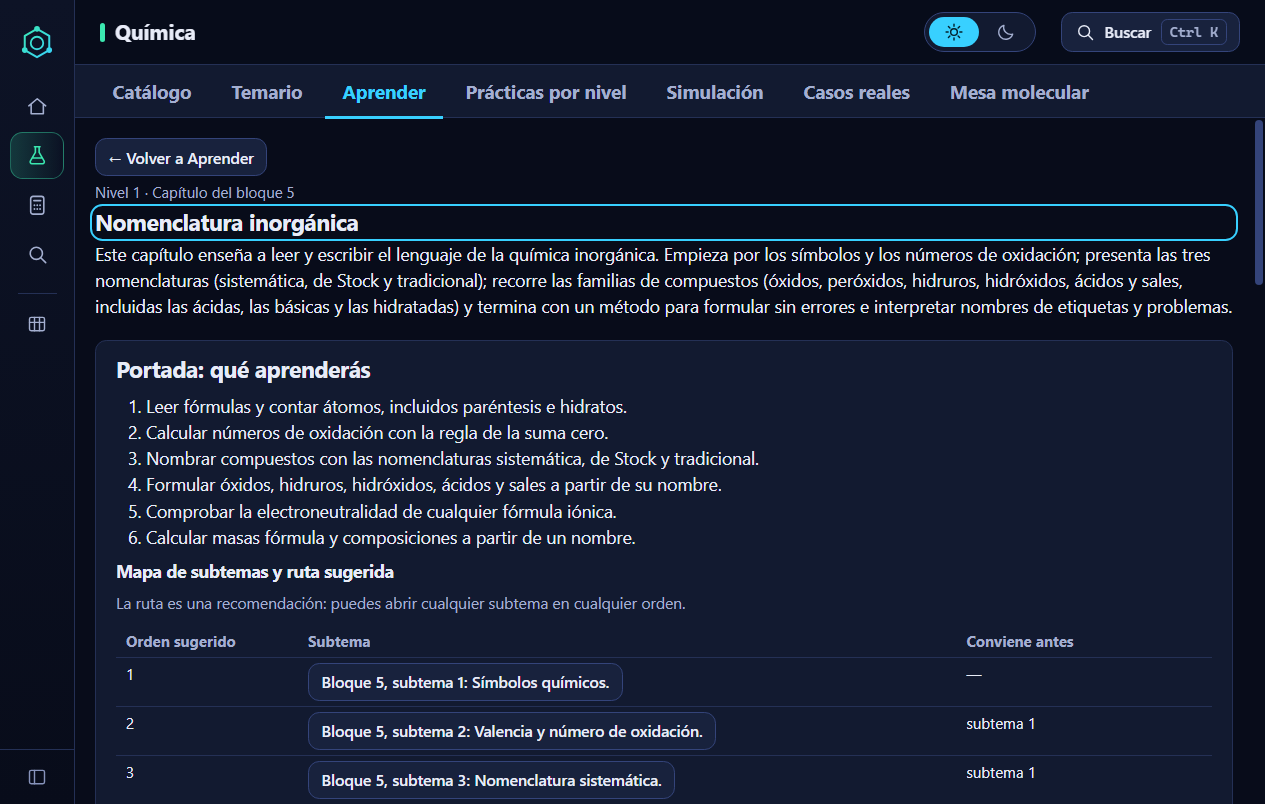 Química
Buscar Ctrl K
Catálogo Temario Aprender Prácticas por nivel Simulación Casos reales Mesa molecular
← Volver a Aprender
Nivel 1 · Capítulo del bloque 5
Nomenclatura inorgánica
Este capítulo enseña a leer y escribir el lenguaje de la química inorgánica. Empieza por los símbolos y los números de oxidación; presenta las tres
nomenclaturas (sistemática, de Stock y tradicional); recorre las familias de compuestos (óxidos, peróxidos, hidruros, hidróxidos, ácidos y sales,
incluidas las ácidas, las básicas y las hidratadas) y termina con un método para formular sin errores e interpretar nombres de etiquetas y problemas.
Portada: qué aprenderás
1. Leer fórmulas y contar átomos, incluidos paréntesis e hidratos.
2. Calcular números de oxidación con la regla de la suma cero.
3. Nombrar compuestos con las nomenclaturas sistemática, de Stock y tradicional.
4. Formular óxidos, hidruros, hidróxidos, ácidos y sales a partir de su nombre.
5. Comprobar la electroneutralidad de cualquier fórmula iónica.
6. Calcular masas fórmula y composiciones a partir de un nombre.
Mapa de subtemas y ruta sugerida
La ruta es una recomendación: puedes abrir cualquier subtema en cualquier orden.
Orden sugerido Subtema Conviene antes
1 Bloque 5, subtema 1: Símbolos químicos. —
2 Bloque 5, subtema 2: Valencia y número de oxidación. subtema 1
3 Bloque 5, subtema 3: Nomenclatura sistemática. subtema 1